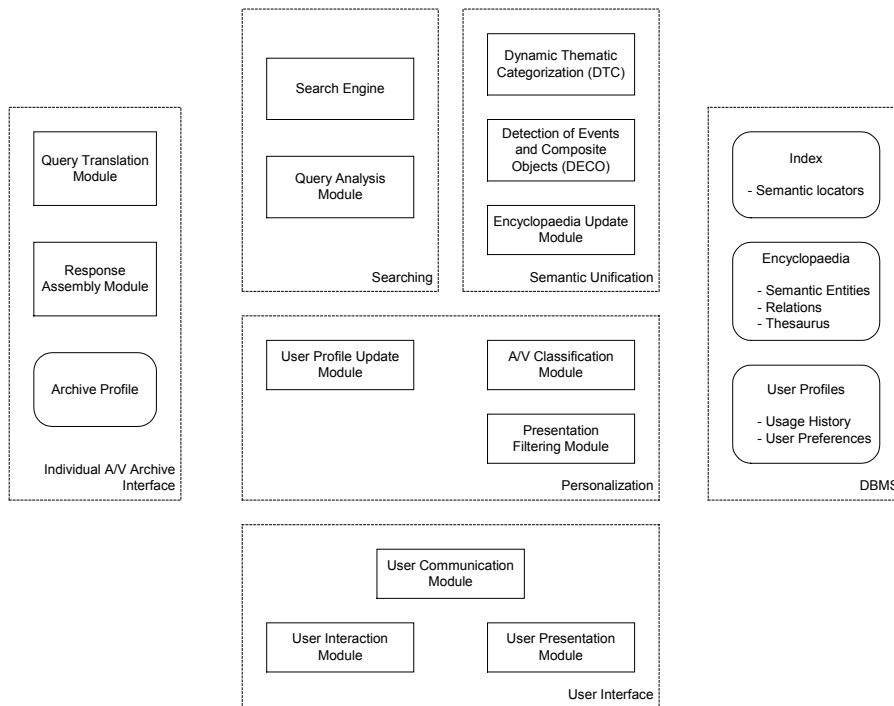 Query Translation
Module
Response
Assembly Module
Archive Profile
Individual A/V Archive
Interface
Search Engine
Query Analysis
Module
Searching
Dynamic Thematic
Categorization (DTC)
Detection of Events
and Composite
Objects (DECO)
Encyclopaedia Update
Module
Semantic Unification
User Profile Update
Module
A/V Classification
Module
Presentation
Filtering Module
Personalization
User Communication
Module
User Interaction
Module
User Presentation
Module
User Interface
Index
- Semantic locators
Encyclopaedia
- Semantic Entities
- Relations
- Thesaurus
User Profiles
- Usage History
- User Preferences
DBMS